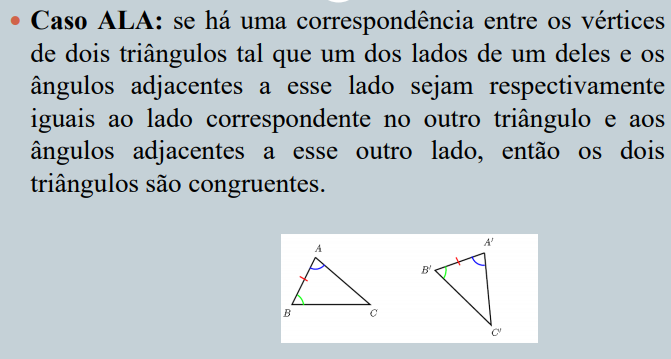 • Caso ALA: se há uma correspondência entre os vértices
de dois triângulos tal que um dos lados de um deles e os
ângulos adjacentes a esse lado sejam respectivamente
iguais ao lado correspondente no outro triângulo e aos
ângulos adjacentes a esse outro lado, então os dois
triângulos são congruentes.
A
B
C
A'
B'
C'